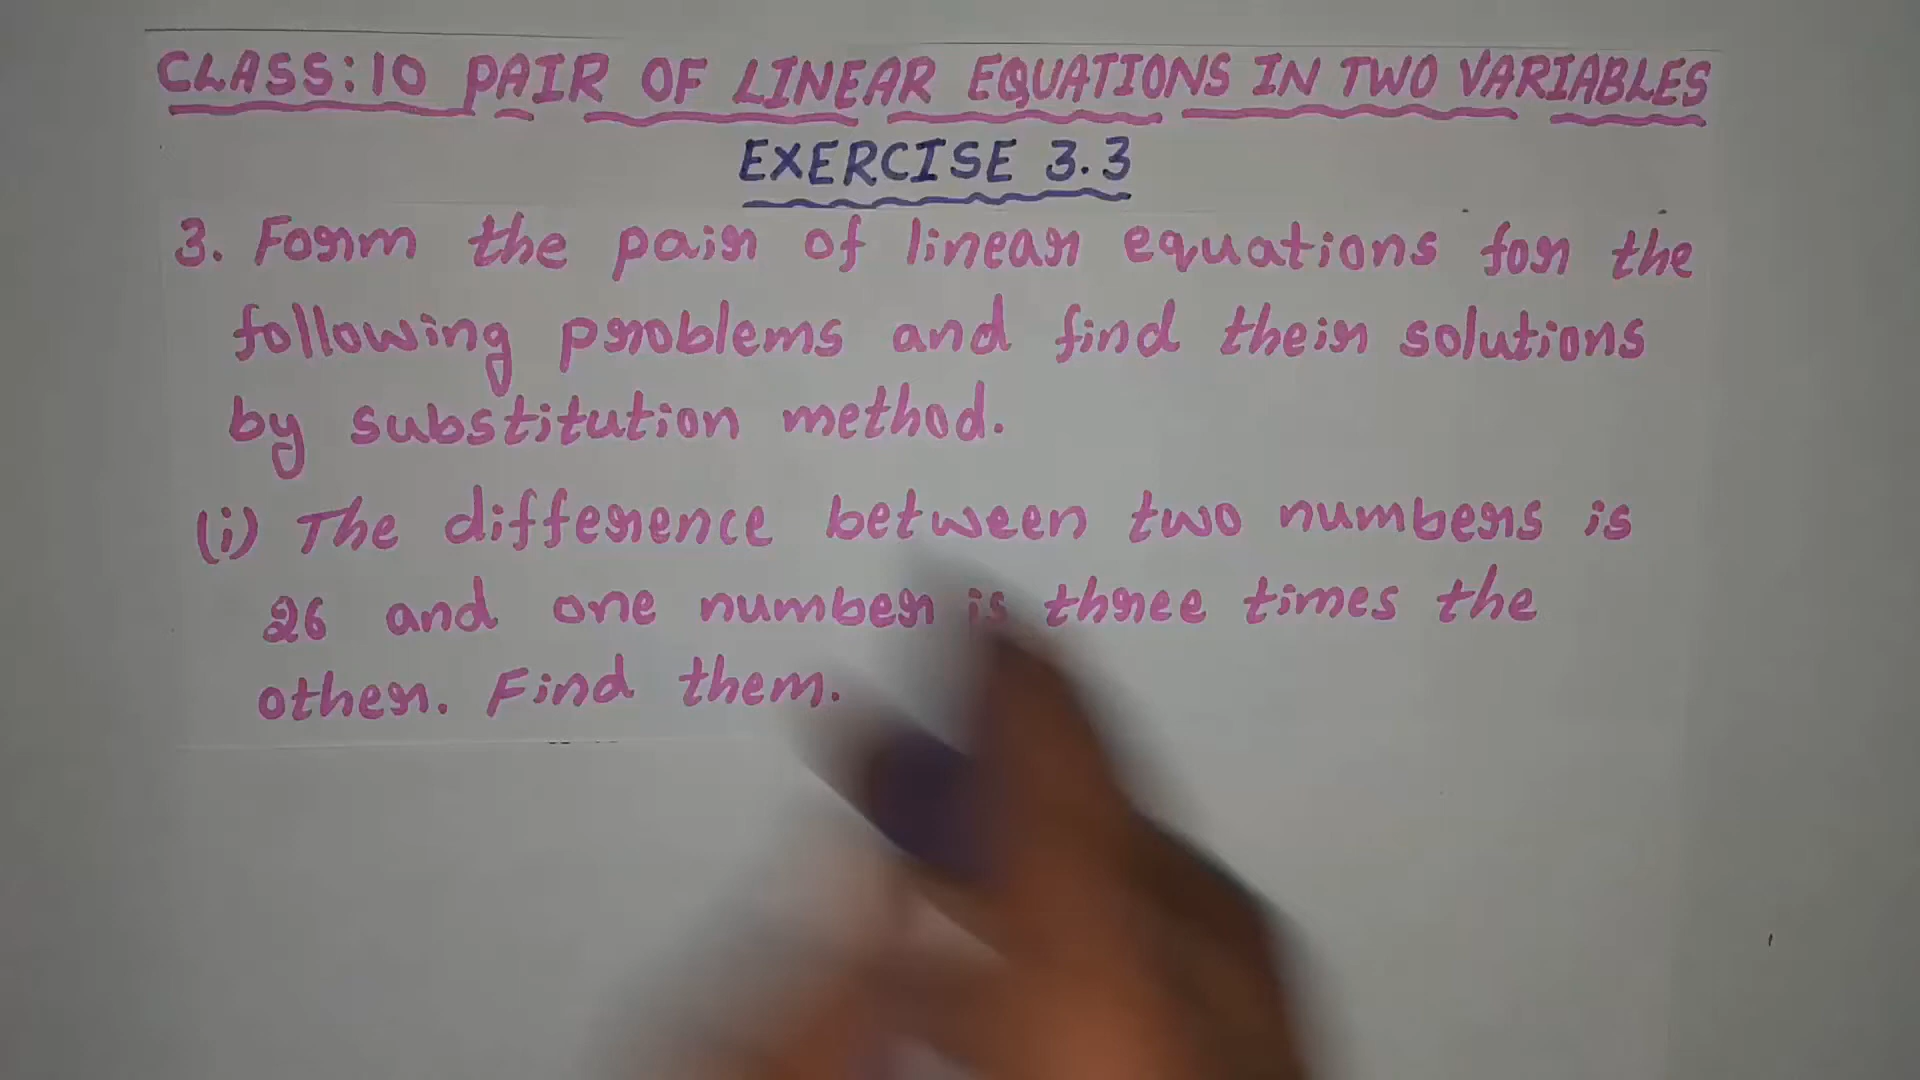 CLASS:10 PAIR OF LINEAR EQUATIONS IN TWO VARIABLES
EXERCISE 3.3
3. Form the pair of linear equations for the
following problems and find their solutions
by substitution method.
(i) The difference between two numbers is
26 and one number is three times the
other. Find them.